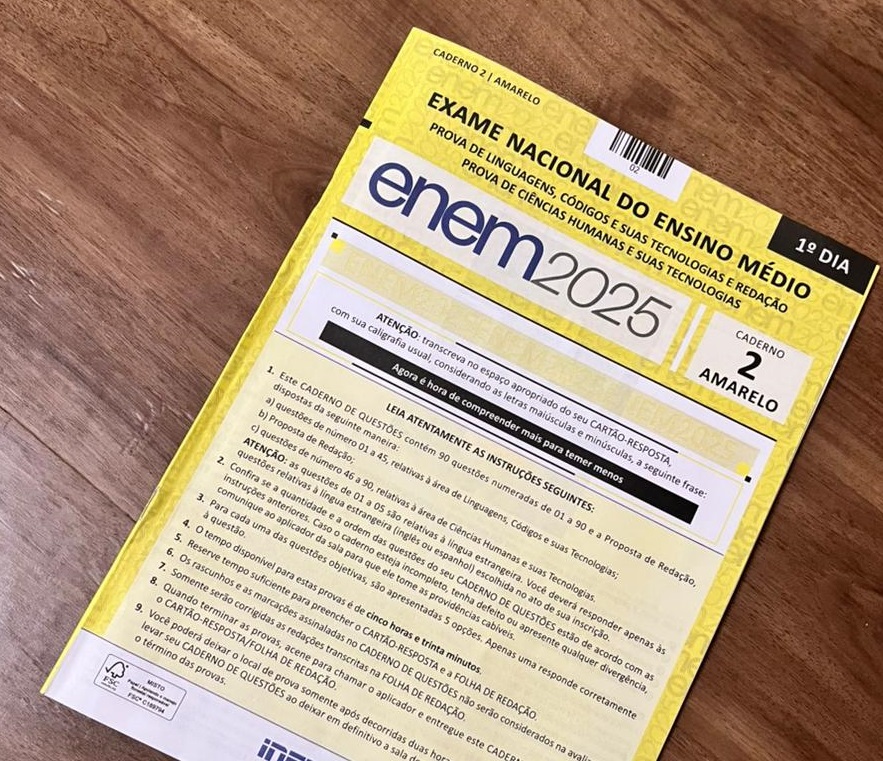 CADERNO 2 | AMARELO
02
EXAME NACIONAL DO ENSINO MÉDIO
PROVA DE LINGUAGENS, CÓDIGOS E SUAS TECNOLOGIAS E REDAÇÃO
PROVA DE CIÊNCIAS HUMANAS E SUAS TECNOLOGIAS
1º DIA
enem2025
CADERNO
2
AMARELO
ATENÇÃO: transcreva no espaço apropriado do seu CARTÃO-RESPOSTA,
com sua caligrafia usual, considerando as letras maiúsculas e minúsculas, a seguinte frase:
Agora é hora de compreender mais para temer menos
LEIA ATENTAMENTE AS INSTRUÇÕES SEGUINTES:
1. Este CADERNO DE QUESTÕES contém 90 questões numeradas de 01 a 90 e a Proposta de Redação,
dispostas da seguinte maneira:
a) questões de número 01 a 45, relativas à área de Linguagens, Códigos e suas Tecnologias;
b) Proposta de Redação;
c) questões de número 46 a 90, relativas à área de Ciências Humanas e suas Tecnologias.
ATENÇÃO: as questões de 01 a 05 são relativas à língua estrangeira. Você deverá responder apenas às
questões relativas à língua estrangeira (inglês ou espanhol) escolhida no ato de sua inscrição.
2. Confira se a quantidade e a ordem das questões do seu CADERNO DE QUESTÕES estão de acordo com as
instruções anteriores. Caso o caderno esteja incompleto, tenha defeito ou apresente qualquer divergência,
comunique ao aplicador da sala para que ele tome as providências cabíveis.
3. Para cada uma das questões objetivas, são apresentadas 5 opções. Apenas uma responde corretamente
à questão.
4. O tempo disponível para estas provas é de cinco horas e trinta minutos.
5. Reserve tempo suficiente para preencher o CARTÃO-RESPOSTA e a FOLHA DE REDAÇÃO.
6. Os rascunhos e as marcações assinaladas no CADERNO DE QUESTÕES não serão considerados na avalia
7. Somente serão corrigidas as redações transcritas na FOLHA DE REDAÇÃO.
8. Quando terminar as provas, acene para chamar o aplicador e entregue este CADERN
o CARTÃO-RESPOSTA/FOLHA DE REDAÇÃO.
9. Você poderá deixar o local de prova somente após decorridas duas hora
levar seu CADERNO DE QUESTÕES ao deixar em definitivo a sala d
término das provas.
FSC
MISTO
FSC® C189794